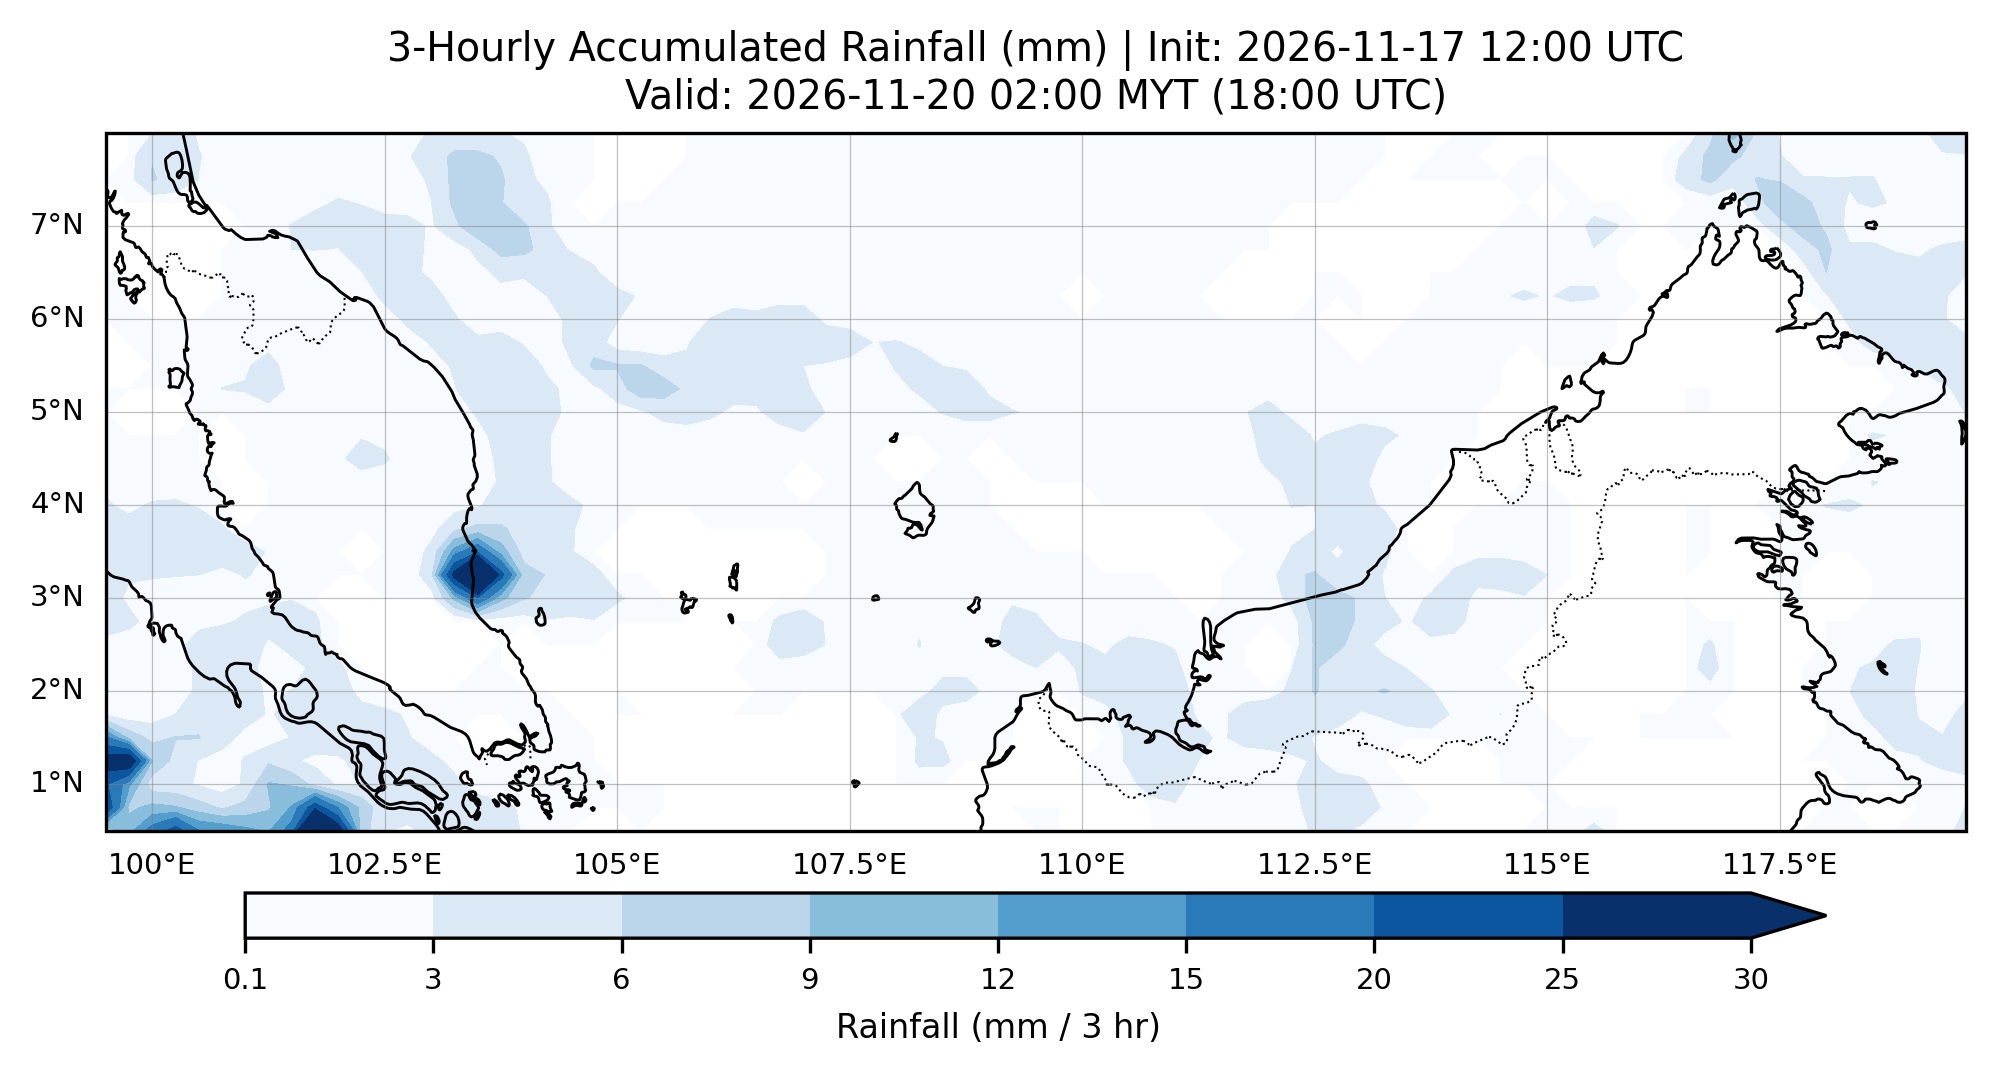 3-Hourly Accumulated Rainfall (mm) | Init: 2026-11-17 12:00 UTC
Valid: 2026-11-20 02:00 MYT (18:00 UTC)
7°N
6°N
5°N
4°N
3°N
2°N
1°N
100°E 102.5°E 105°E 107.5°E 110°E 112.5°E 115°E 117.5°E
0.1 3 6 9 12 15 20 25 30
Rainfall (mm / 3 hr)